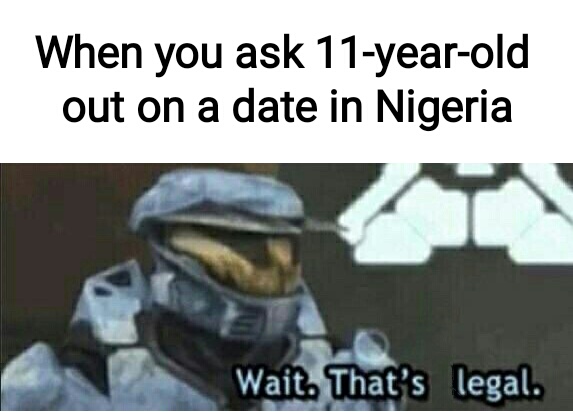 When you ask 11-year-old
out on a date in Nigeria
Wait. That's legal.